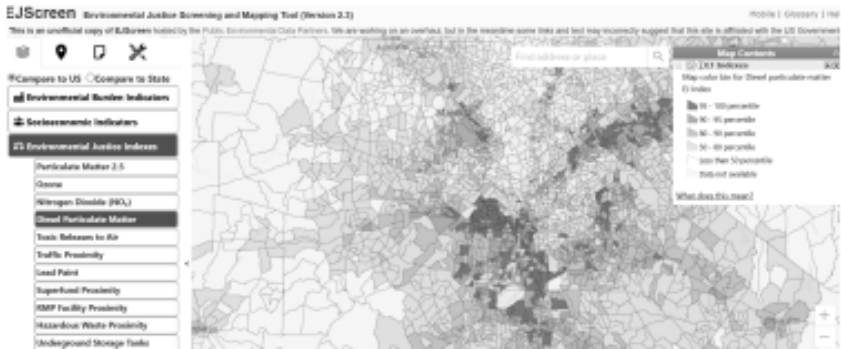 EJScreen Environmental Justice Screening and Mapping Tool (Version 2.3)
Mobile | Glossary | Hel
This is an unofficial copy of EJScreen hosted by the Public Environmental Data Partners. We are working on an overhaul, but in the meantime some links and text may incorrectly suggest that this site is affiliated with the US Government
Find address or place
Map Contents
EJ Indexes
Compare to US Compare to State
Map color bin for Diesel particulate matter
EJ Index
Environmental Burden Indicators
95 - 100 percentile
90 - 95 percentile
Socioeconomic Indicators
80 - 90 percentile
50 - 80 percentile
Environmental Justice Indexes
Less than 50 percentile
Data not available
Particulate Matter 2.5
Ozone
What does this mean?
Nitrogen Dioxide (NO₂)
Diesel Particulate Matter
Toxic Releases to Air
Traffic Proximity
Lead Paint
Superfund Proximity
RMP Facility Proximity
Hazardous Waste Proximity
Underground Storage Tanks